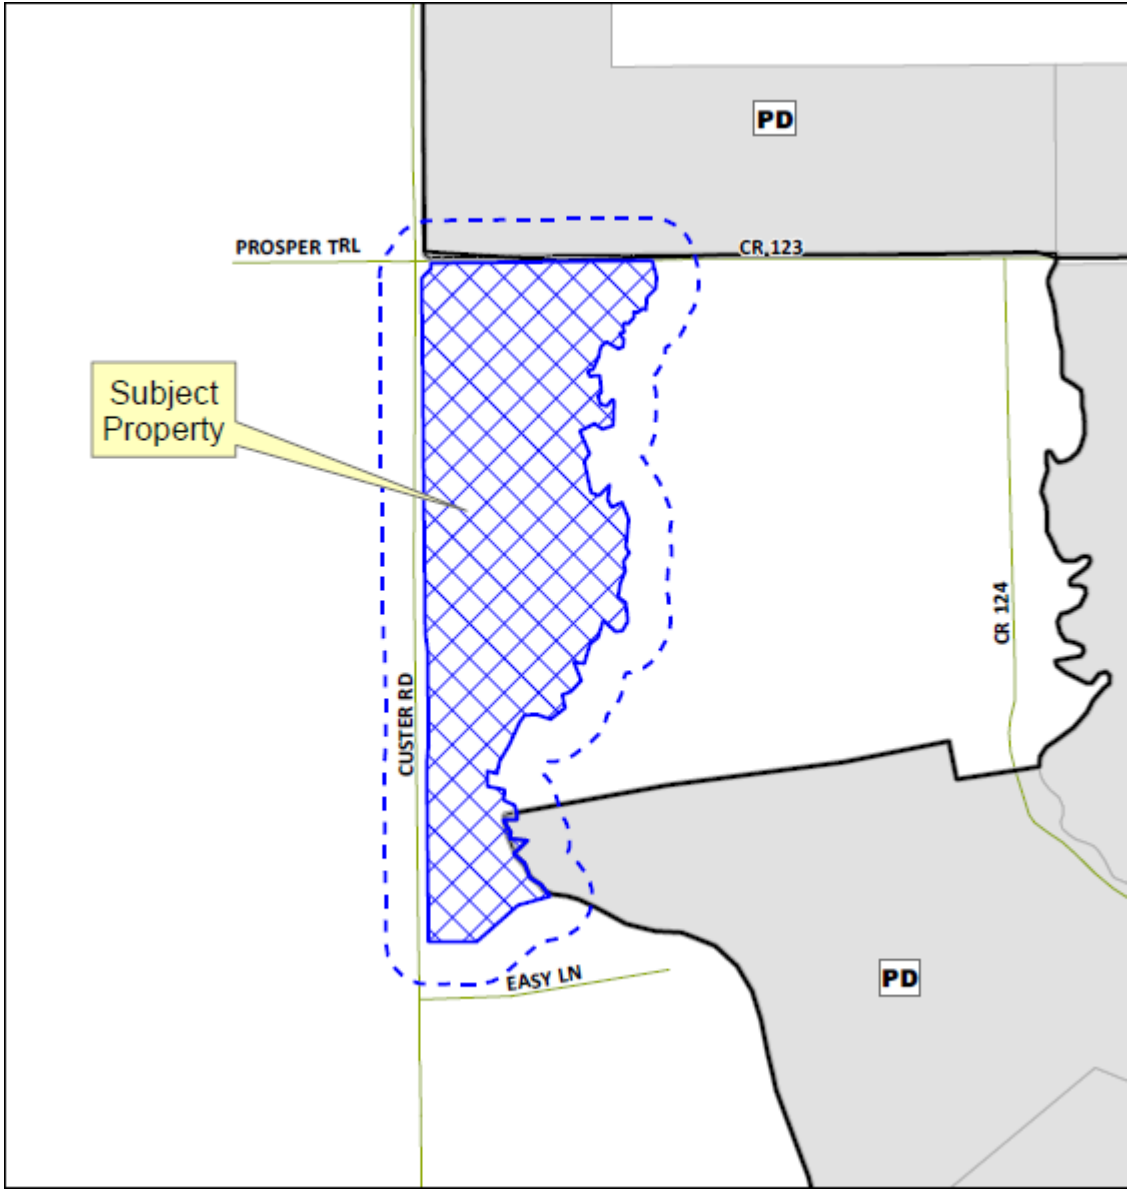 PD
PROSPER TRL
CR 123
Subject
Property
CR 124
CUSTER RD
EASY LN
PD